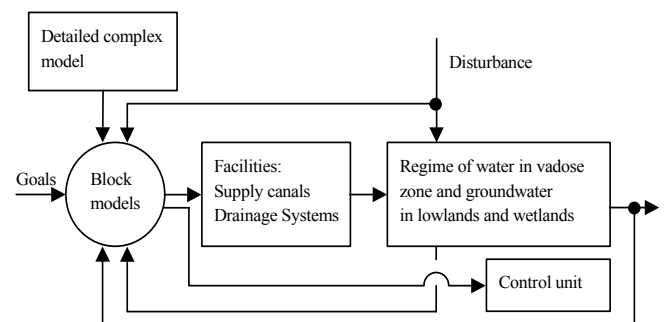 Detailed complex
model
Disturbance
Goals
Block
models
Facilities:
Supply canals
Drainage Systems
Regime of water in vadose
zone and groundwater
in lowlands and wetlands
Control unit